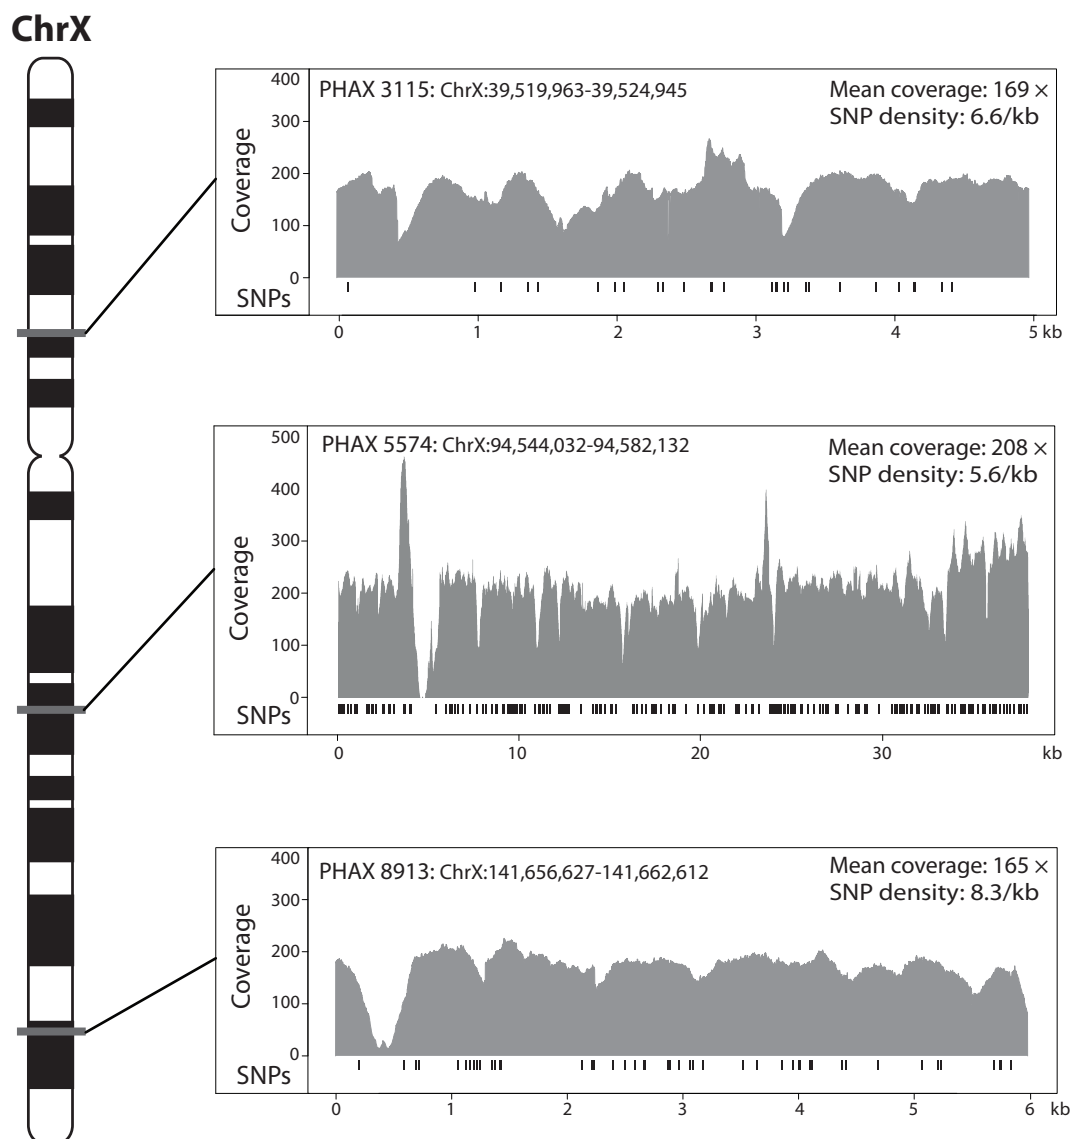 ChrX
PHAX 3115: ChrX:39,519,963-39,524,945
Mean coverage: 169 ×
SNP density: 6.6/kb
Coverage
400
300
200
100
0
SNPs
0 1 2 3 4 5 kb
PHAX 5574: ChrX:94,544,032-94,582,132
Mean coverage: 208 ×
SNP density: 5.6/kb
Coverage
500
400
300
200
100
0
SNPs
0 10 20 30 kb
PHAX 8913: ChrX:141,656,627-141,662,612
Mean coverage: 165 ×
SNP density: 8.3/kb
Coverage
400
300
200
100
0
SNPs
0 1 2 3 4 5 6 kb